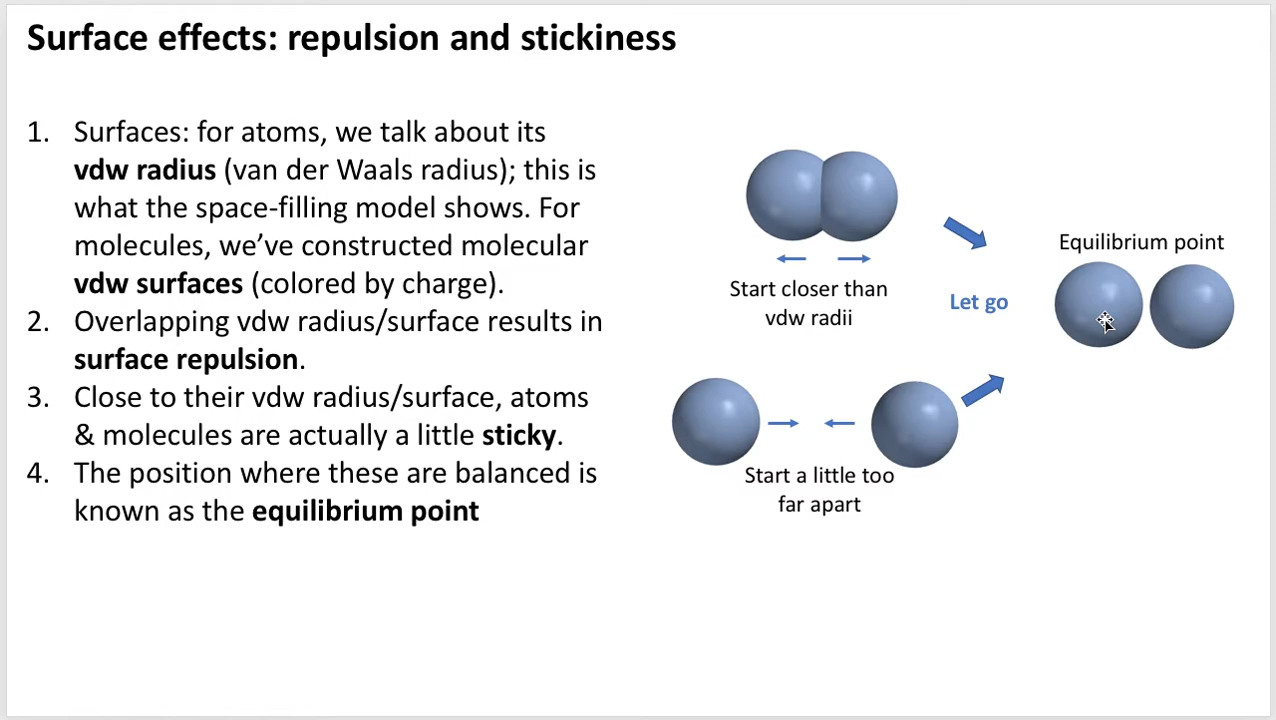 Surface effects: repulsion and stickiness
1. Surfaces: for atoms, we talk about its
vdw radius (van der Waals radius); this is
what the space-filling model shows. For
molecules, we’ve constructed molecular
vdw surfaces (colored by charge).
2. Overlapping vdw radius/surface results in
surface repulsion.
3. Close to their vdw radius/surface, atoms
& molecules are actually a little sticky.
4. The position where these are balanced is
known as the equilibrium point
Start closer than
vdw radii
Let go
Equilibrium point
Start a little too
far apart